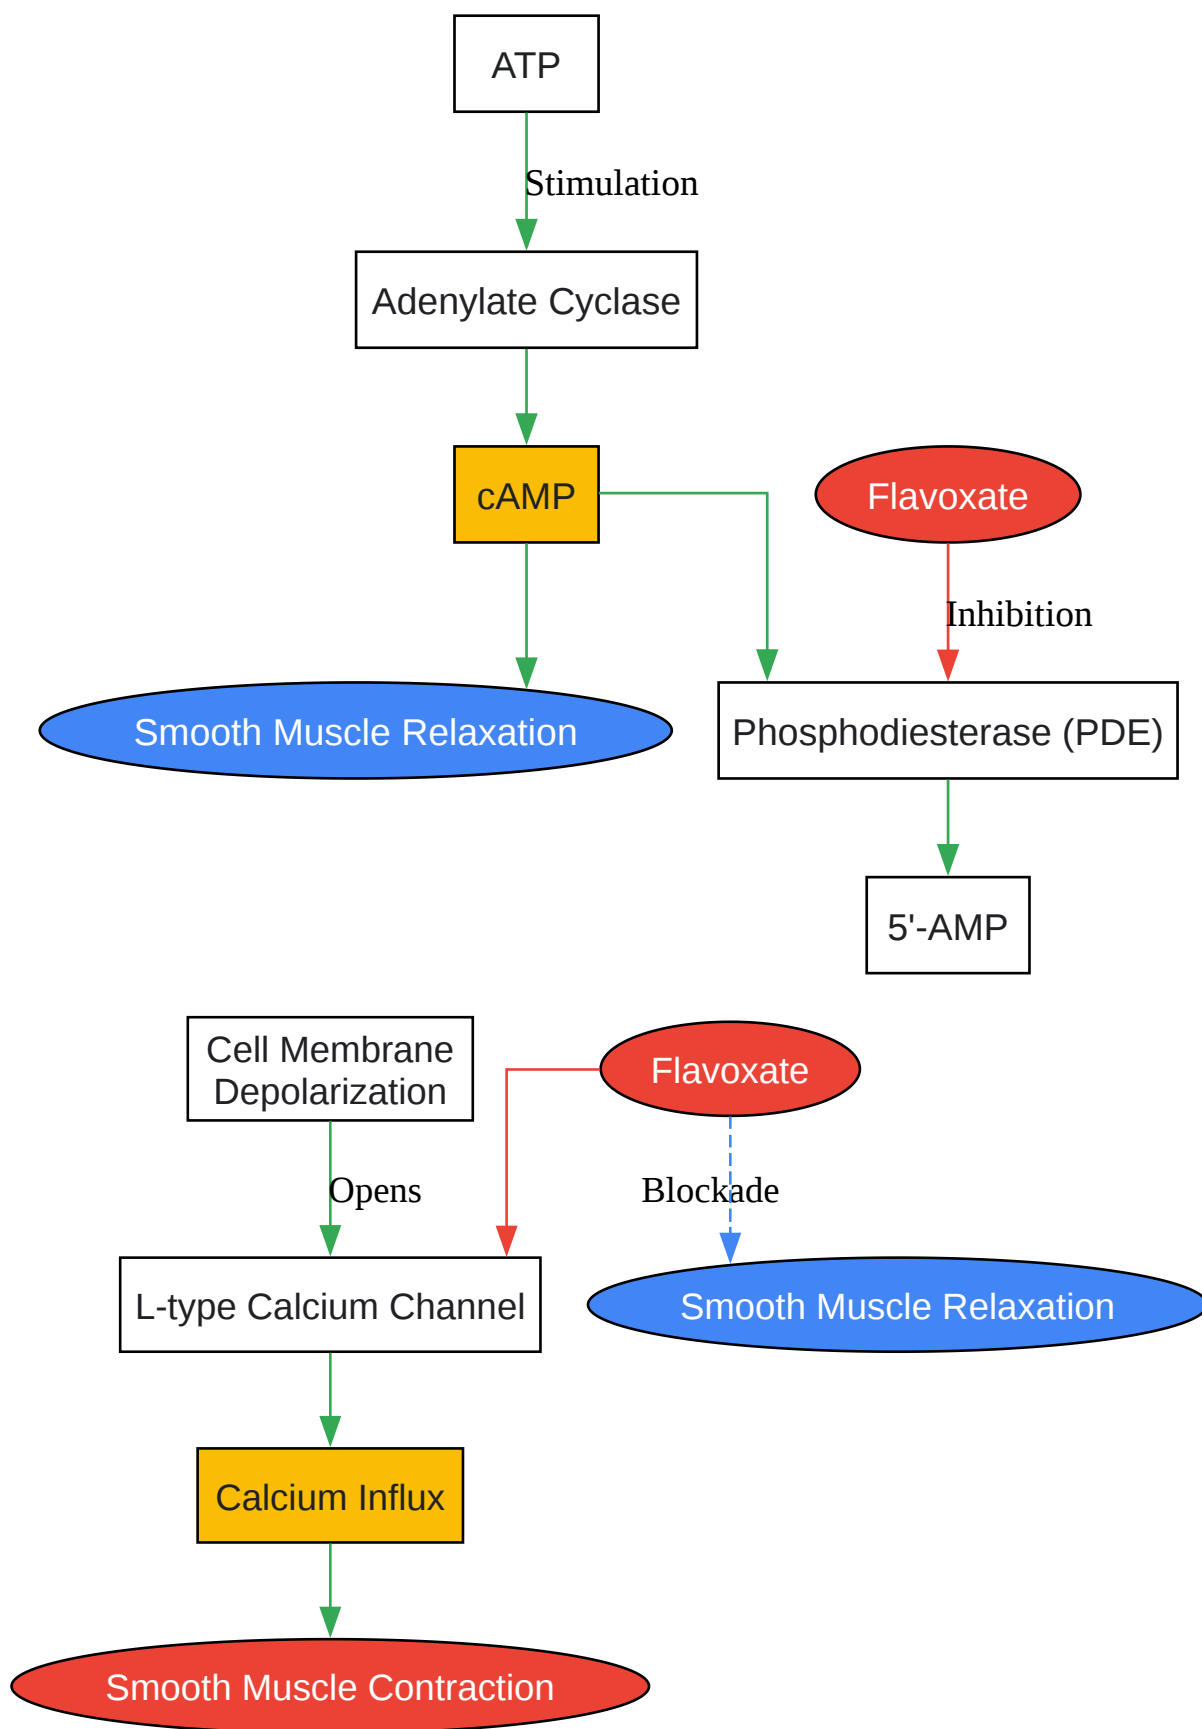 ATP
Stimulation
Adenylate Cyclase
cAMP
Flavoxate
Inhibition
Smooth Muscle Relaxation
Phosphodiesterase (PDE)
5'-AMP
Cell Membrane
Depolarization
Flavoxate
Opens
Blockade
L-type Calcium Channel
Smooth Muscle Relaxation
Calcium Influx
Smooth Muscle Contraction